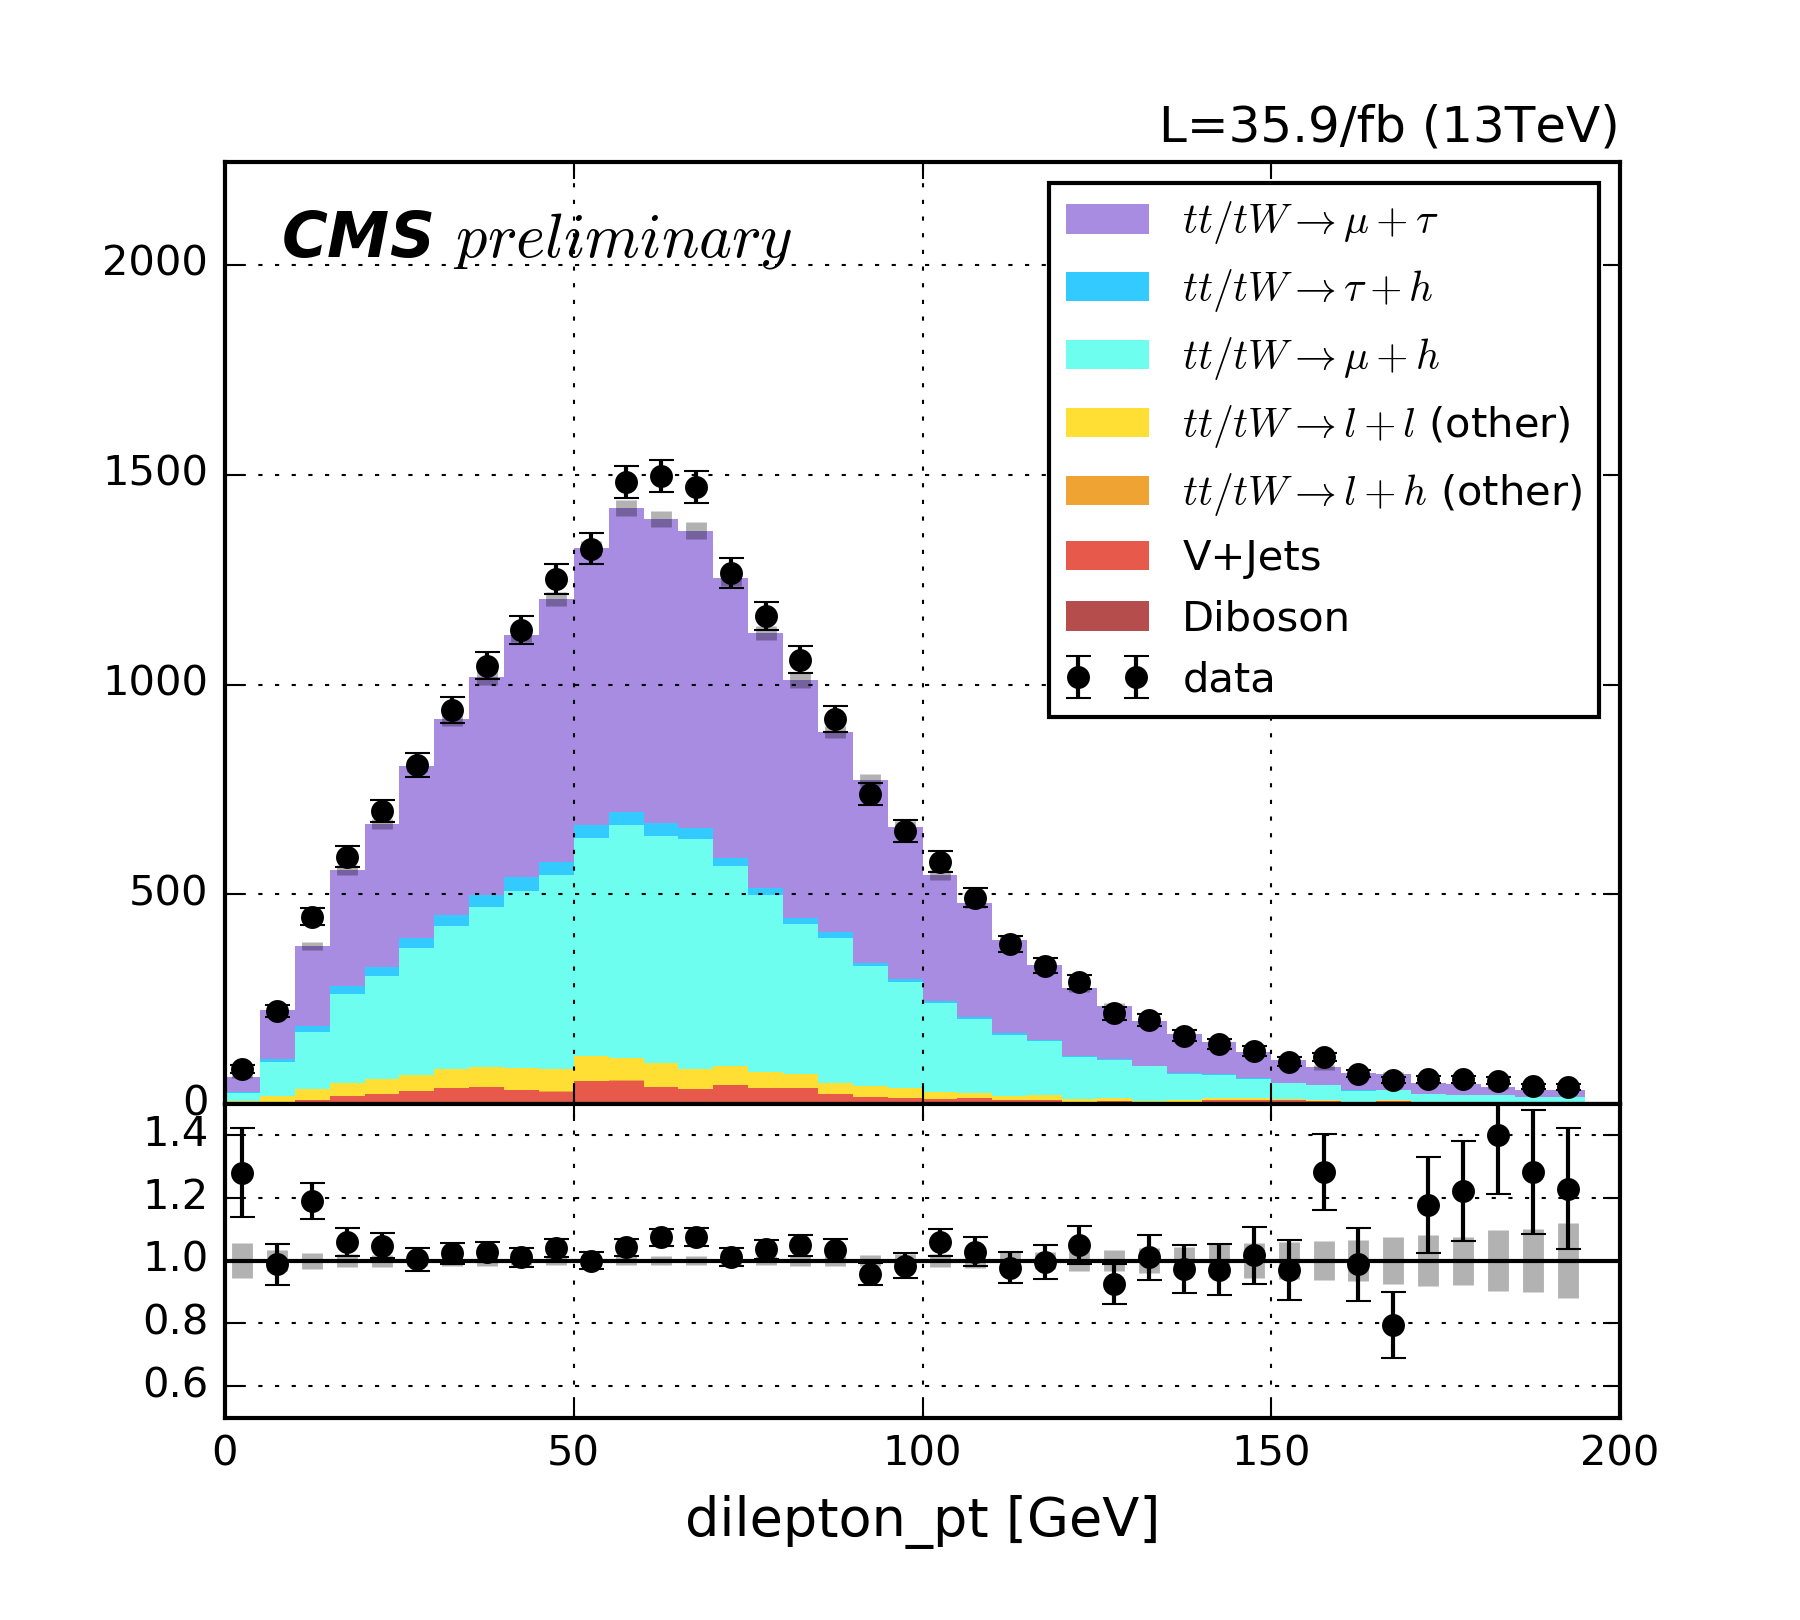 L=35.9/fb (13TeV)
CMS preliminary
tt/tW→μ+τ
tt/tW→τ+h
tt/tW→μ+h
tt/tW→l+l (other)
tt/tW→l+h (other)
V+Jets
Diboson
data
2000
1500
1000
500
0
1.4
1.2
1.0
0.8
0.6
0 50 100 150 200
dilepton_pt [GeV]